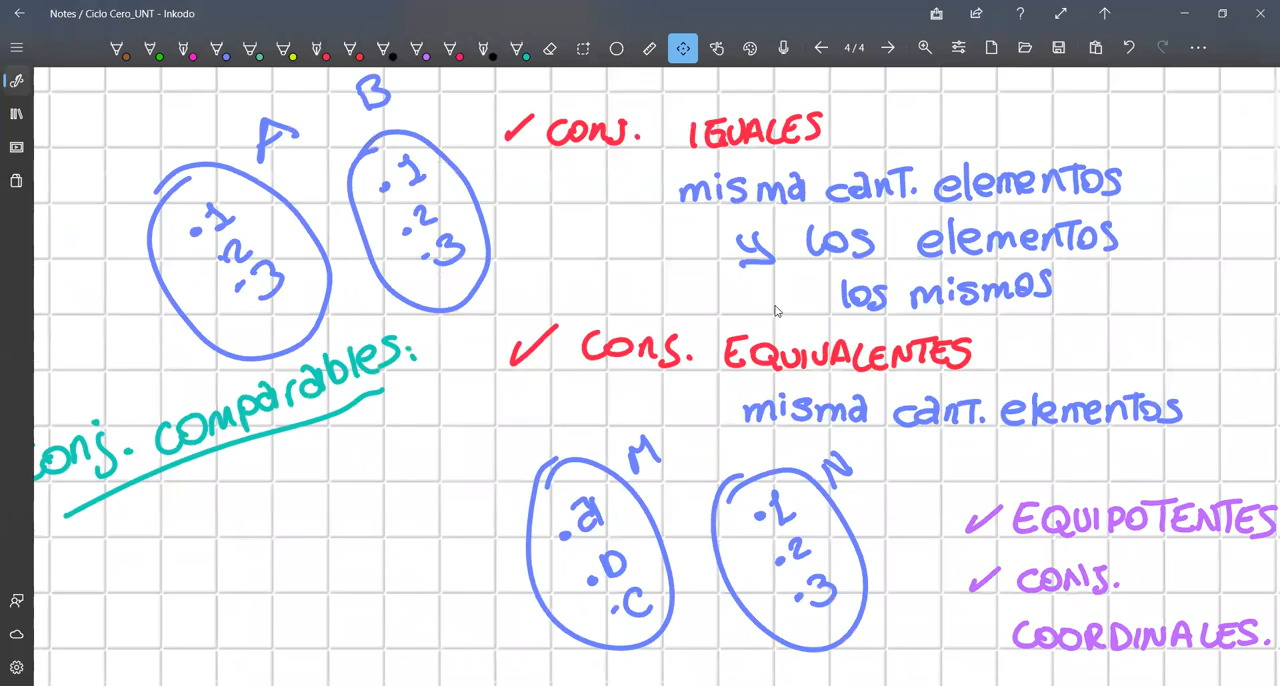 Notes / Ciclo Cero_UNT - Inkodo
4 / 4
A
B
.1
.2
.3
.1
.2
.3
✓ CONJ. IGUALES
misma cant. elementos
y los elementos
los mismos
✓ CONJ. EQUIVALENTES
misma cant. elementos
Conj. comparables:
M
N
.a
.b
.c
.1
.2
.3
✓ EQUIPOTENTES
✓ CONJ.
COORDINALES.